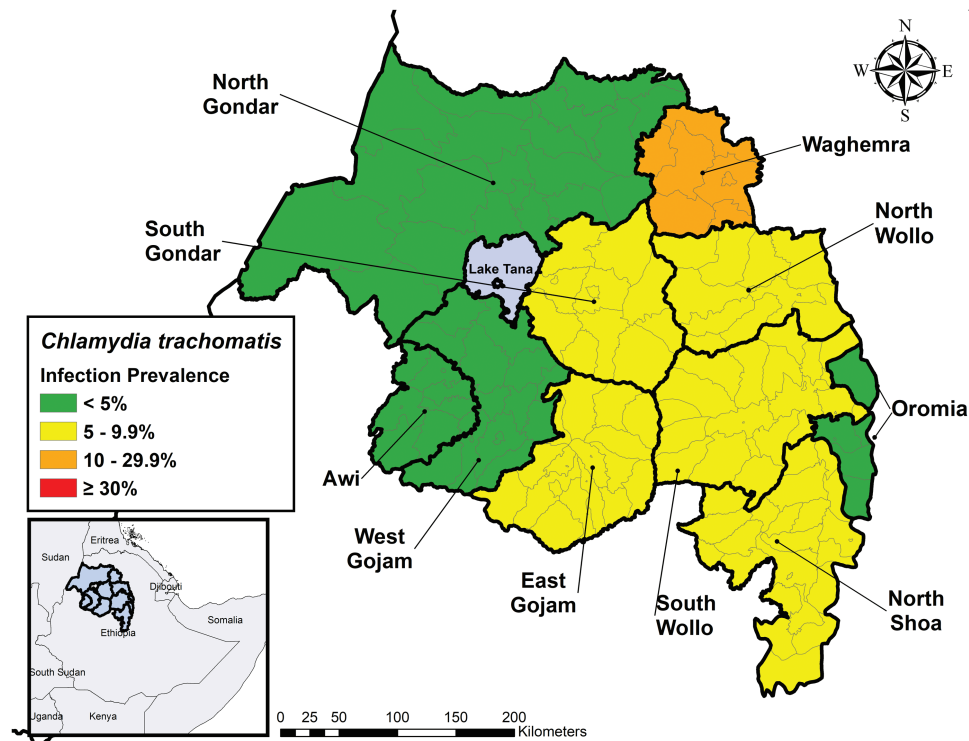 N
W E
S
North
Gondar
Waghemra
South
Gondar
North
Wollo
Lake Tana
Chlamydia trachomatis
Infection Prevalence
< 5%
5 - 9.9%
10 - 29.9%
≥ 30%
Oromia
Awi
West
Gojam
East
Gojam
South
Wollo
North
Shoa
Eritrea
Sudan
Djibouti
Somalia
Ethiopia
South Sudan
Uganda
Kenya
0 25 50 100 150 200
Kilometers